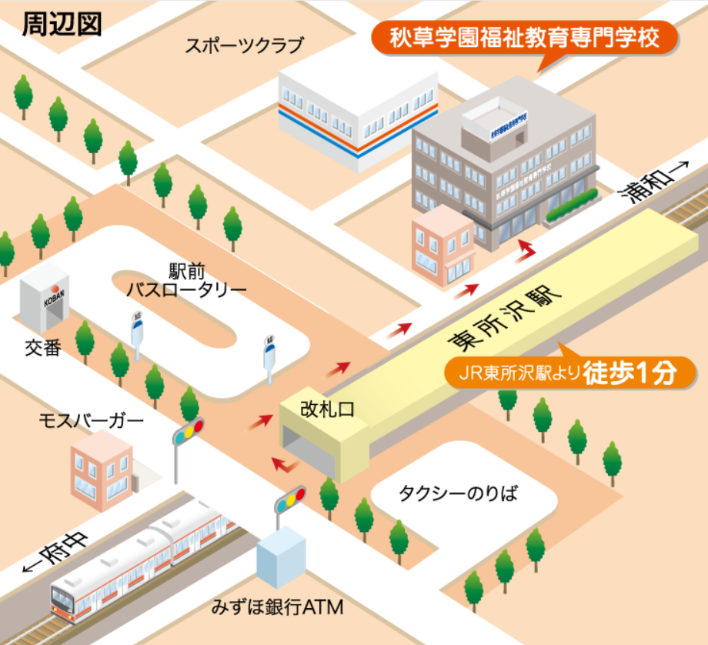 周辺図
スポーツクラブ
秋草学園福祉教育専門学校
浦和→
駅前
バスロータリー
KOBAN
交番
東所沢駅
JR東所沢駅より徒歩1分
改札口
モスバーガー
タクシーのりば
←府中
みずほ銀行ATM